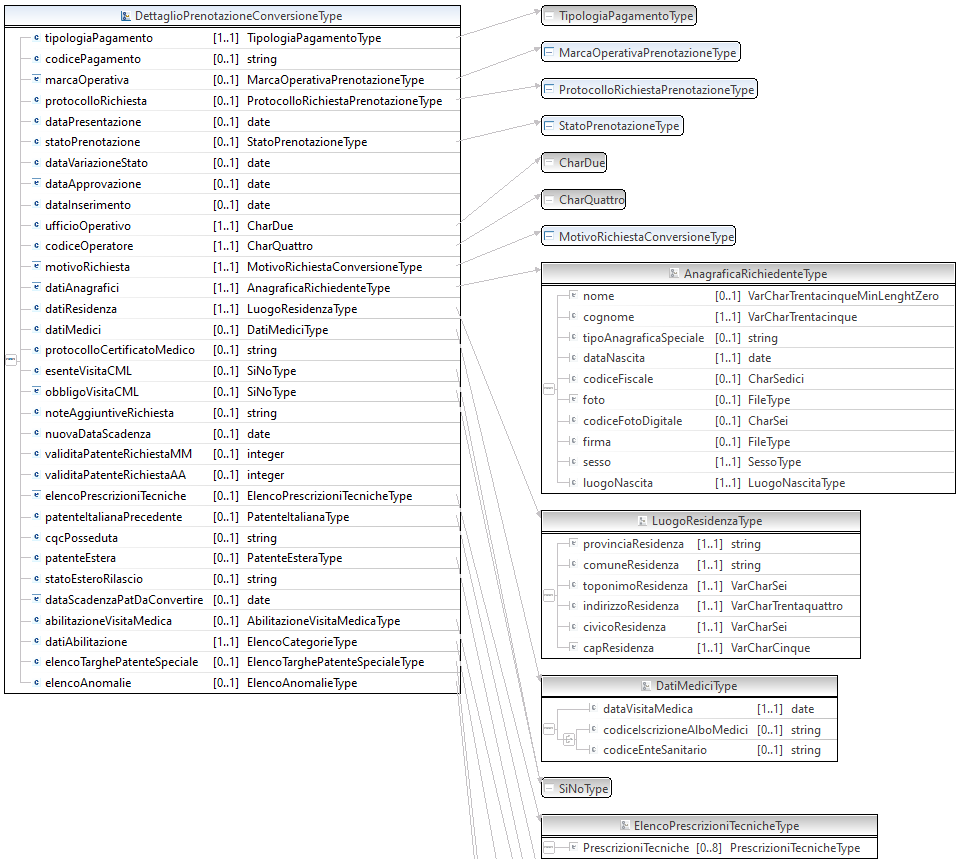 DettaglioPrenotazioneConversioneType
tipologiaPagamento [1..1] TipologiaPagamentoType
codicePagamento [0..1] string
marcaOperativa [0..1] MarcaOperativaPrenotazioneType
protocolloRichiesta [0..1] ProtocolloRichiestaPrenotazioneType
dataPresentazione [0..1] date
statoPrenotazione [0..1] StatoPrenotazioneType
dataVariazioneStato [0..1] date
dataApprovazione [0..1] date
dataInserimento [0..1] date
ufficioOperativo [1..1] CharDue
codiceOperatore [1..1] CharQuattro
motivoRichiesta [1..1] MotivoRichiestaConversioneType
datiAnagrafici [1..1] AnagraficaRichiedenteType
datiResidenza [1..1] LuogoResidenzaType
datiMedici [0..1] DatiMediciType
protocolloCertificatoMedico [0..1] string
esenteVisitaCML [0..1] SiNoType
obbligoVisitaCML [0..1] SiNoType
noteAggiuntiveRichiesta [0..1] string
nuovaDataScadenza [0..1] date
validitaPatenteRichiestaMM [0..1] integer
validitaPatenteRichiestaAA [0..1] integer
elencoPrescrizioniTecniche [0..1] ElencoPrescrizioniTecnicheType
patenteItalianaPrecedente [0..1] PatenteItalianaType
cqcPosseduta [0..1] string
patenteEstera [0..1] PatenteEsteraType
statoEsteroRilascio [0..1] string
dataScadenzaPatDaConvertire [0..1] date
abilitazioneVisitaMedica [0..1] AbilitazioneVisitaMedicaType
datiAbilitazione [1..1] ElencoCategorieType
elencoTarghePatenteSpeciale [0..1] ElencoTarghePatenteSpecialeType
elencoAnomalie [0..1] ElencoAnomalieType
TipologiaPagamentoType
MarcaOperativaPrenotazioneType
ProtocolloRichiestaPrenotazioneType
StatoPrenotazioneType
CharDue
CharQuattro
MotivoRichiestaConversioneType
AnagraficaRichiedenteType
nome [0..1] VarCharTrentacinqueMinLenghtZero
cognome [1..1] VarCharTrentacinque
tipoAnagraficaSpeciale [0..1] string
dataNascita [1..1] date
codiceFiscale [0..1] CharSedici
foto [0..1] FileType
codiceFotoDigitale [0..1] CharSei
firma [0..1] FileType
sesso [1..1] SessoType
luogoNascita [1..1] LuogoNascitaType
LuogoResidenzaType
provinciaResidenza [1..1] string
comuneResidenza [1..1] string
toponimoResidenza [1..1] VarCharSei
indirizzoResidenza [1..1] VarCharTrentaquattro
civicoResidenza [1..1] VarCharSei
capResidenza [1..1] VarCharCinque
DatiMediciType
dataVisitaMedica [1..1] date
codiceIscrizioneAlboMedici [0..1] string
codiceEnteSanitario [0..1] string
SiNoType
ElencoPrescrizioniTecnicheType
PrescrizioniTecniche [0..8] PrescrizioniTecnicheType